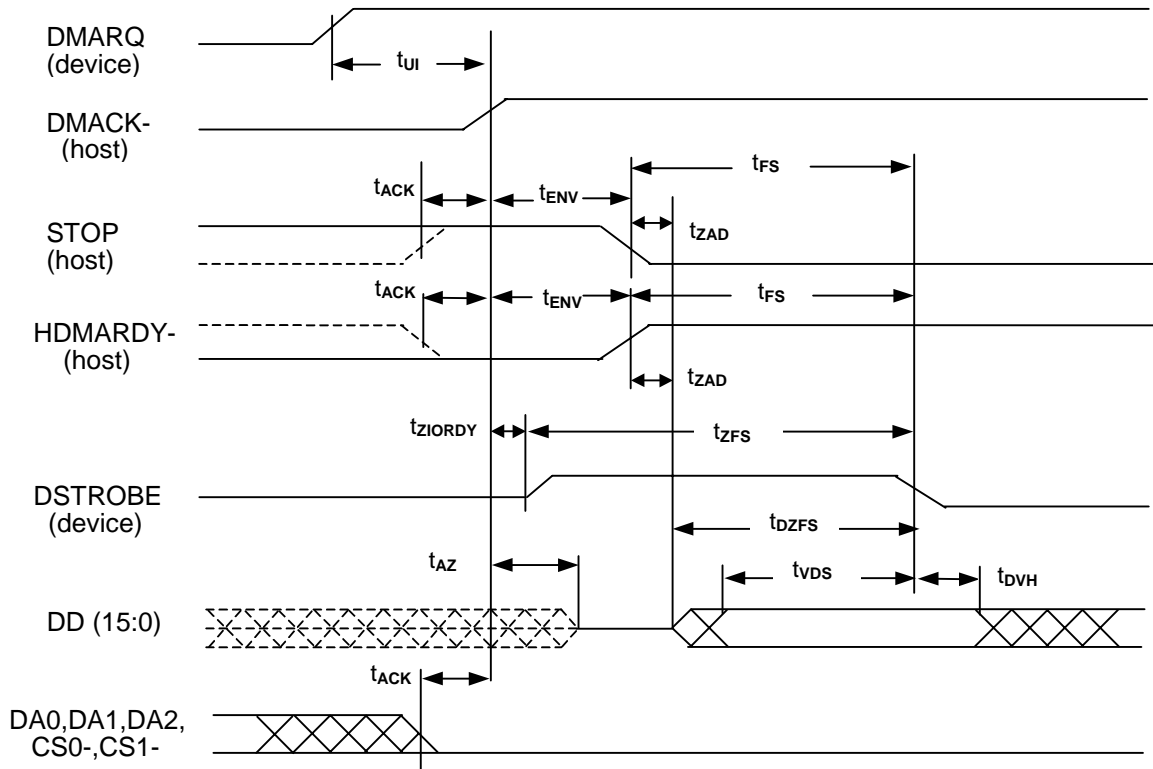 DMARQ
(device)
tUI
DMACK-
(host)
tFS
tACK
tENV
tZAD
STOP
(host)
tACK
tENV
tFS
HDMARDY-
(host)
tZAD
tZIORDY
tZFS
DSTROBE
(device)
tDZFS
tAZ
tVDS
tDVH
DD (15:0)
tACK
DA0,DA1,DA2,
CS0-,CS1-